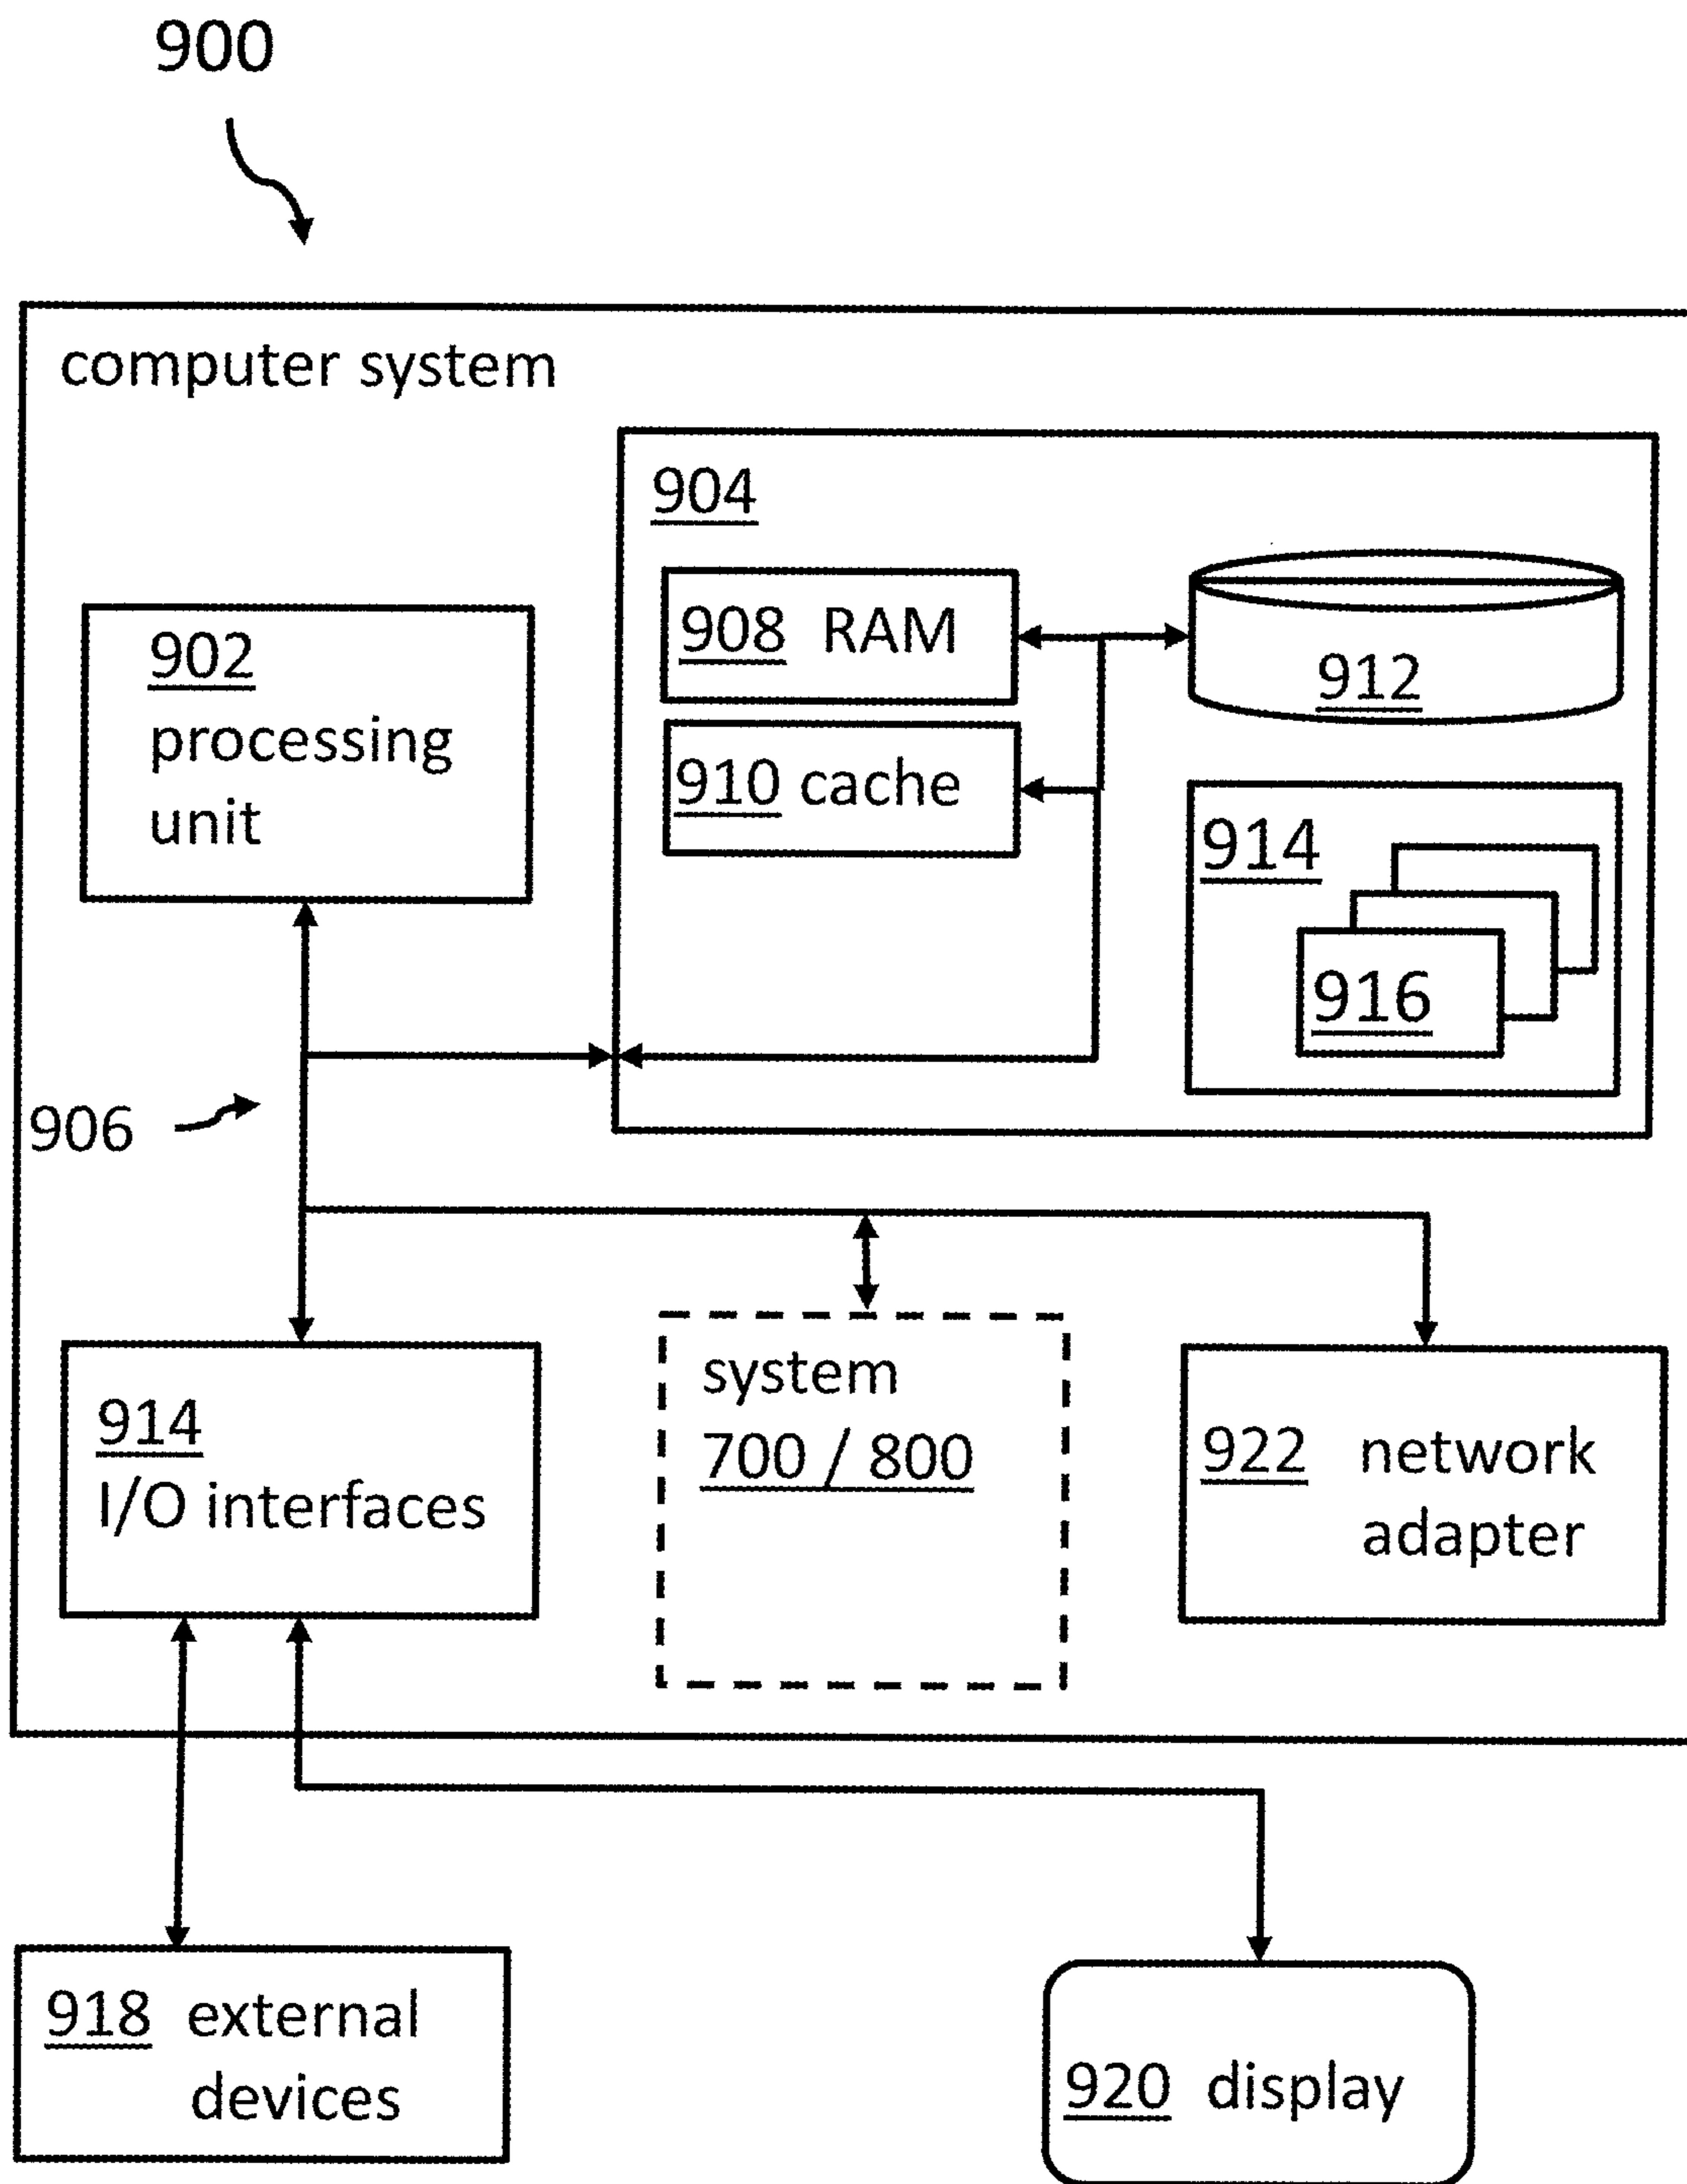 900
computer system
904
908 RAM
912
902
processing
unit
910 cache
914
916
906
914
I/O interfaces
system
700 / 800
922 network
adapter
918 external
devices
920 display